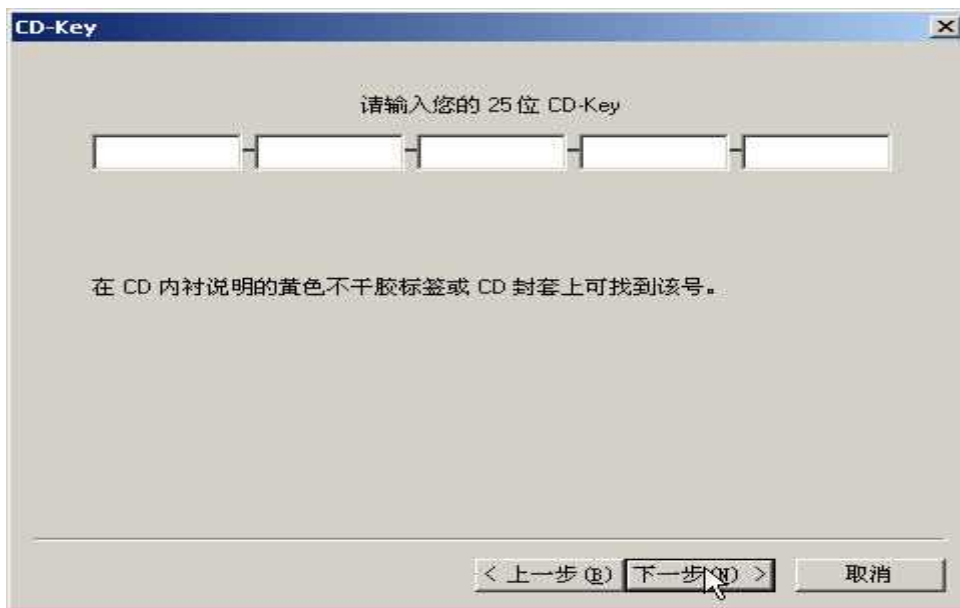 CD-Key
请输入您的 25 位 CD-Key
- - - -
在 CD 内衬说明的黄色不干胶标签或 CD 封套上可找到该号。
< 上一步(B) 下一步(N) > 取消